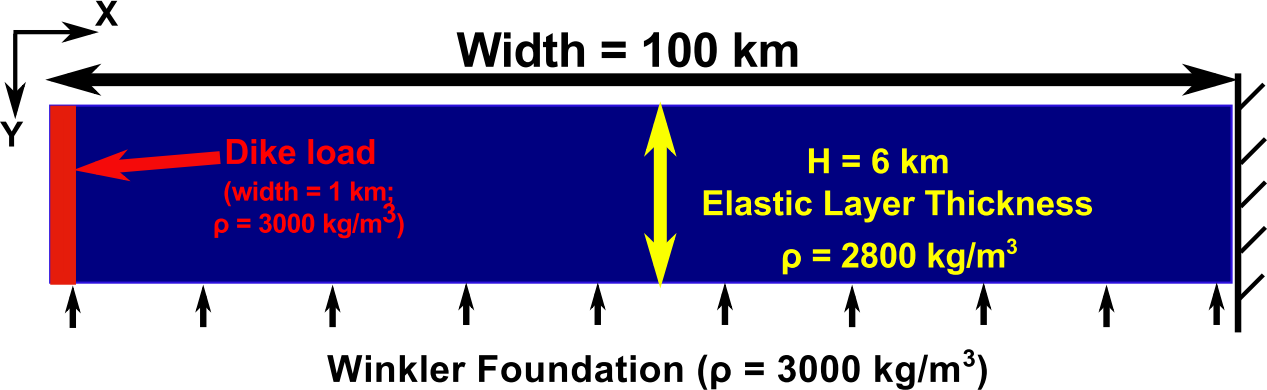 X
Width = 100 km
Y
Dike load
(width = 1 km;
ρ = 3000 kg/m³)
H = 6 km
Elastic Layer Thickness
ρ = 2800 kg/m³
Winkler Foundation (ρ = 3000 kg/m³)